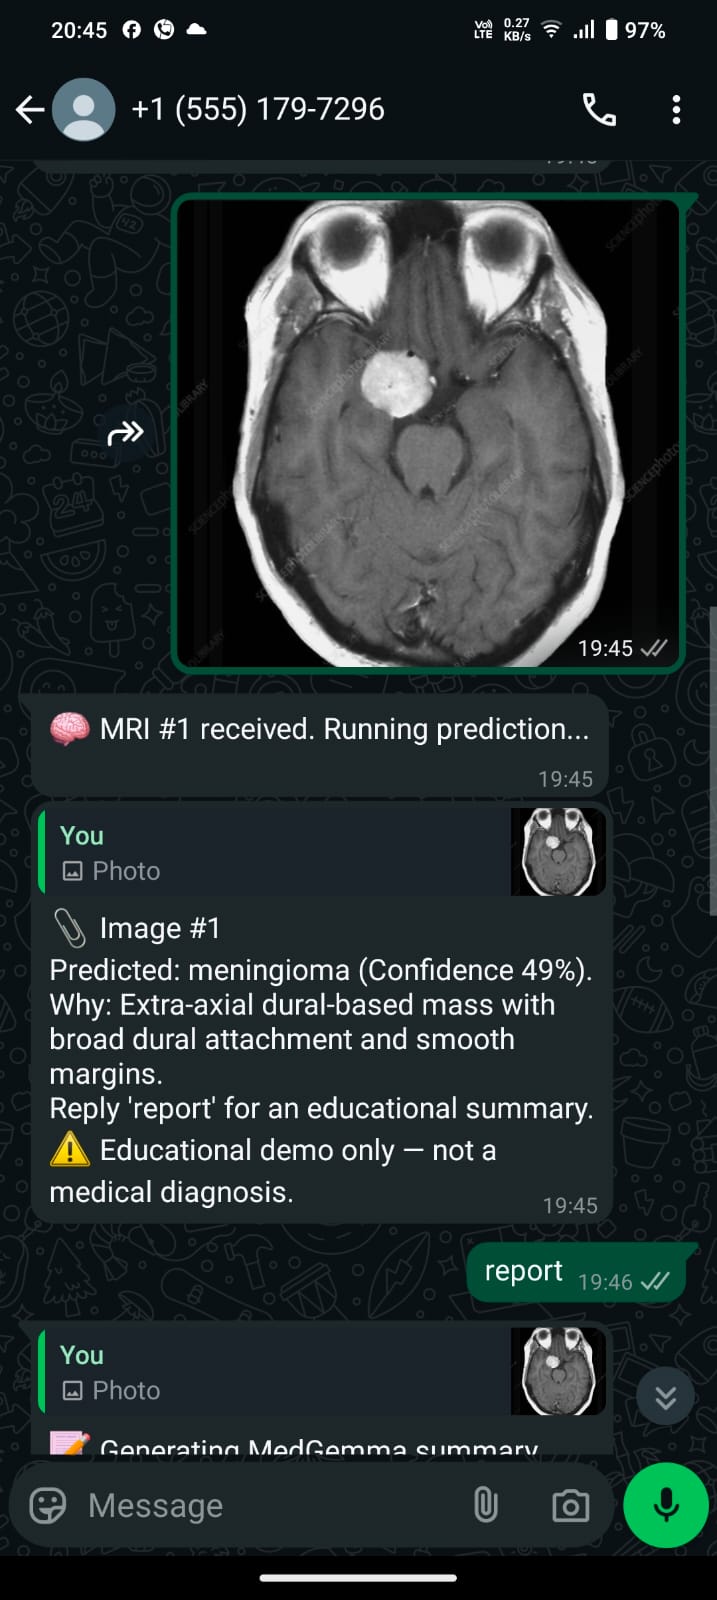 20:45
Vo)) LTE
0.27 KB/s
97%
+1 (555) 179-7296
SCIENCEPHOTOLIBRARY
19:45
🧠 MRI #1 received. Running prediction...
19:45
You
Photo
📎 Image #1
Predicted: meningioma (Confidence 49%).
Why: Extra-axial dural-based mass with
broad dural attachment and smooth
margins.
Reply 'report' for an educational summary.
⚠️ Educational demo only — not a
medical diagnosis.
19:45
report 19:46
You
Photo
📝 Generating MedGemma summary
Message